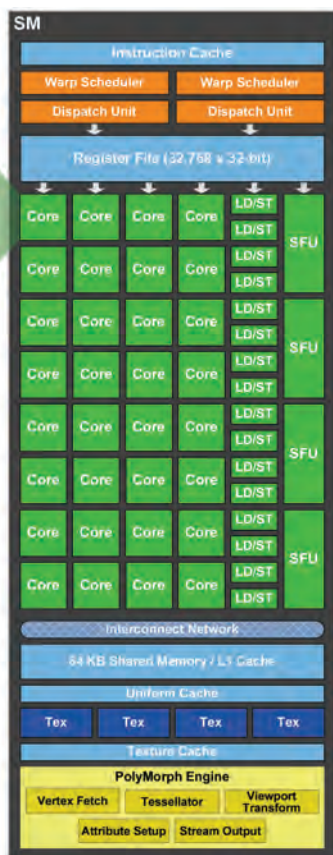 SM
Instruction Cache
Warp Scheduler Warp Scheduler
Dispatch Unit Dispatch Unit
Register File (32,768 x 32-bit)
LD/ST
Core Core Core Core SFU
LD/ST
LD/ST
Core Core Core Core
LD/ST
LD/ST
Core Core Core Core SFU
LD/ST
LD/ST
Core Core Core Core
LD/ST
LD/ST
Core Core Core Core SFU
LD/ST
LD/ST
Core Core Core Core
LD/ST
LD/ST
Core Core Core Core SFU
LD/ST
LD/ST
Core Core Core Core
LD/ST
Interconnect Network
64 KB Shared Memory / L1 Cache
Uniform Cache
Tex Tex Tex Tex
Texture Cache
PolyMorph Engine
Vertex Fetch Tessellator Viewport Transform
Attribute Setup Stream Output